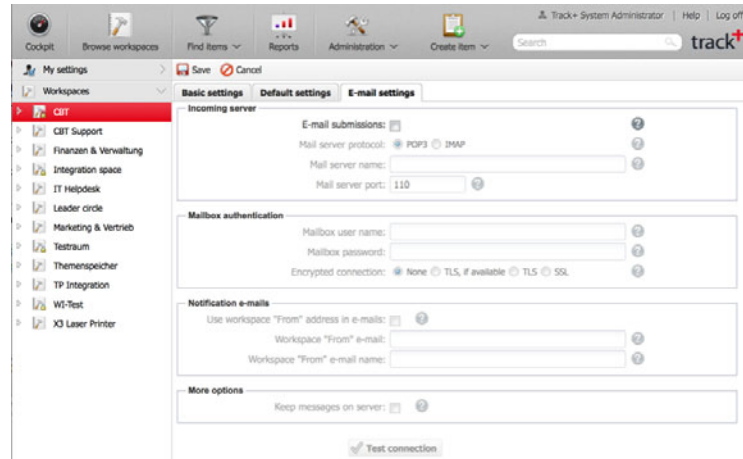 Track+ System Administrator | Help | Log off
Cockpit Browse workspaces Find items Reports Administration Create item Search track+
My settings
Save Cancel
Workspaces
Basic settings Default settings E-mail settings
CBT
CBT Support
Finanzen & Verwaltung
Integration space
IT Helpdesk
Leader circle
Marketing & Vertrieb
Testraum
Themenspeicher
TP Integration
WI-Test
X3 Laser Printer
Incoming server
E-mail submissions: ?
Mail server protocol: POP3 IMAP ?
Mail server name: ?
Mail server port: 110 ?
Mailbox authentication
Mailbox user name: ?
Mailbox password: ?
Encrypted connection: None TLS, if available TLS SSL ?
Notification e-mails
Use workspace "From" address in e-mails: ?
Workspace "From" e-mail: ?
Workspace "From" e-mail name: ?
More options
Keep messages on server: ?
Test connection